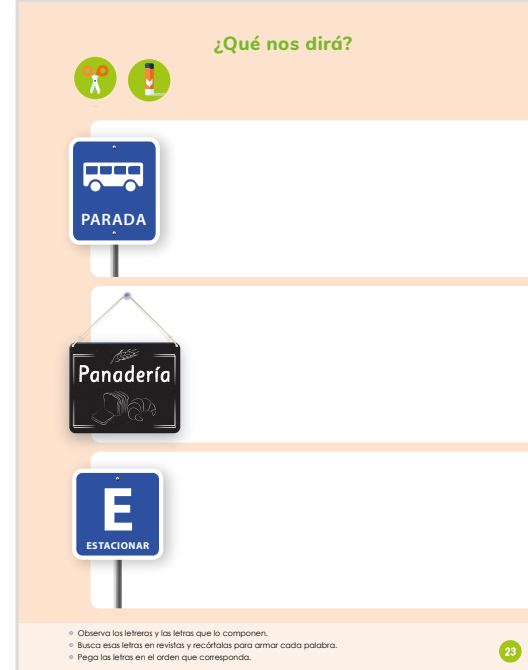 ¿Qué nos dirá?
PARADA
Panadería
E
ESTACIONAR
Observa los letreros y las letras que lo componen.
Busca esas letras en revistas y recórtalas para armar cada palabra.
Pega las letras en el orden que corresponda.
23